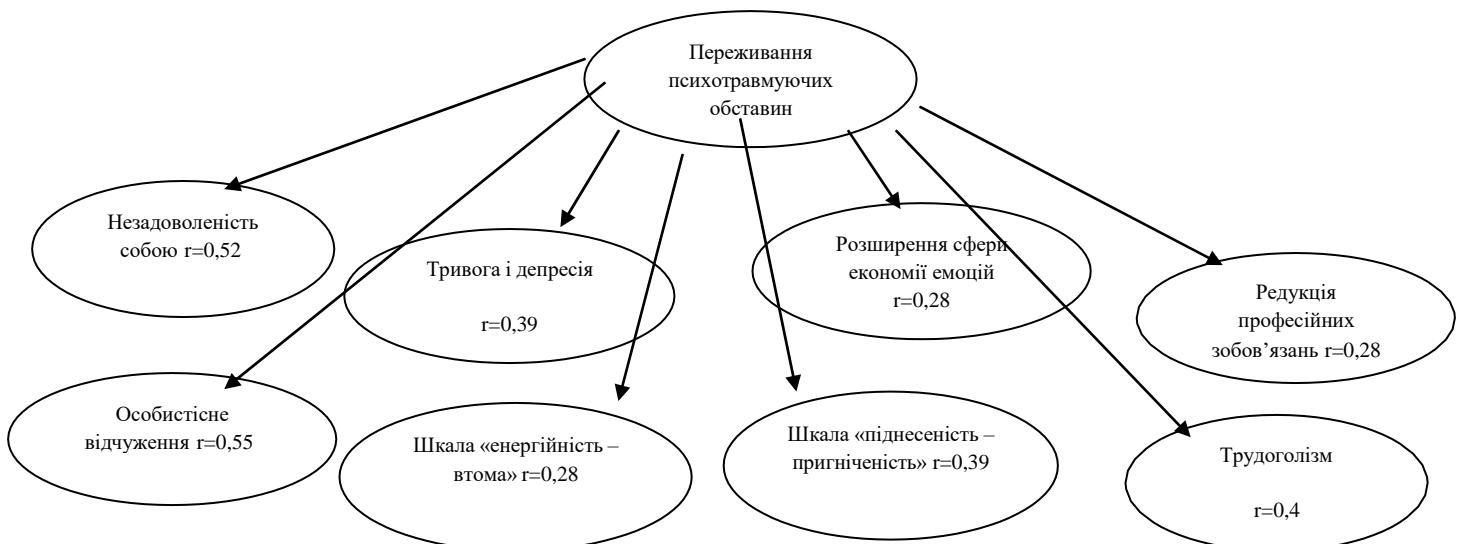 Переживання
психотравмуючих
обставин
Незадоволеність
собою r=0,52
Тривога і депресія
r=0,39
Розширення сфери
економії емоцій
r=0,28
Редукція
професійних
зобов’язань r=0,28
Особистісне
відчуження r=0,55
Шкала «енергійність –
втома» r=0,28
Шкала «піднесеність –
пригніченість» r=0,39
Трудоголізм
r=0,4